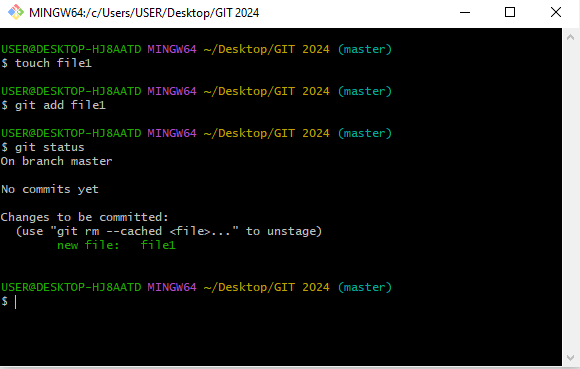 MINGW64:/c/Users/USER/Desktop/GIT 2024
USER@DESKTOP-HJ8AATD MINGW64 ~/Desktop/GIT 2024 (master)
$ touch file1
USER@DESKTOP-HJ8AATD MINGW64 ~/Desktop/GIT 2024 (master)
$ git add file1
USER@DESKTOP-HJ8AATD MINGW64 ~/Desktop/GIT 2024 (master)
$ git status
On branch master
No commits yet
Changes to be committed:
  (use "git rm --cached <file>..." to unstage)
        new file:   file1
USER@DESKTOP-HJ8AATD MINGW64 ~/Desktop/GIT 2024 (master)
$